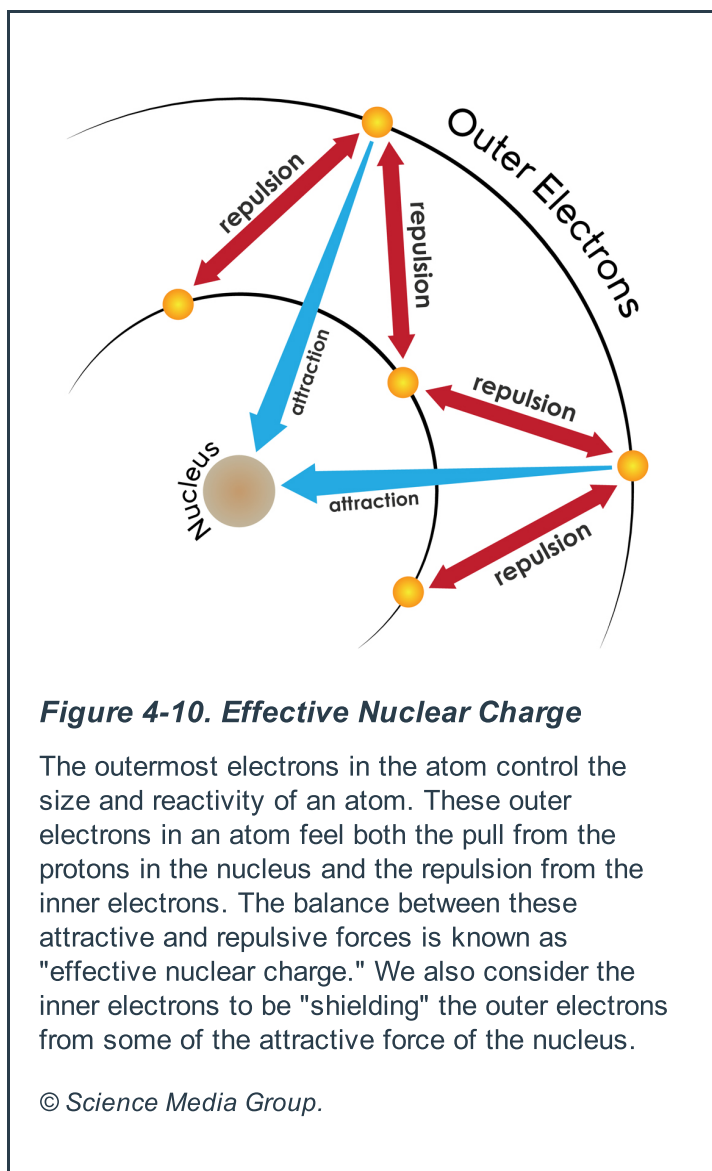 Outer Electrons
repulsion
repulsion
attraction
repulsion
Nucleus
attraction
repulsion
Figure 4-10. Effective Nuclear Charge
The outermost electrons in the atom control the
size and reactivity of an atom. These outer
electrons in an atom feel both the pull from the
protons in the nucleus and the repulsion from the
inner electrons. The balance between these
attractive and repulsive forces is known as
"effective nuclear charge." We also consider the
inner electrons to be "shielding" the outer electrons
from some of the attractive force of the nucleus.
© Science Media Group.